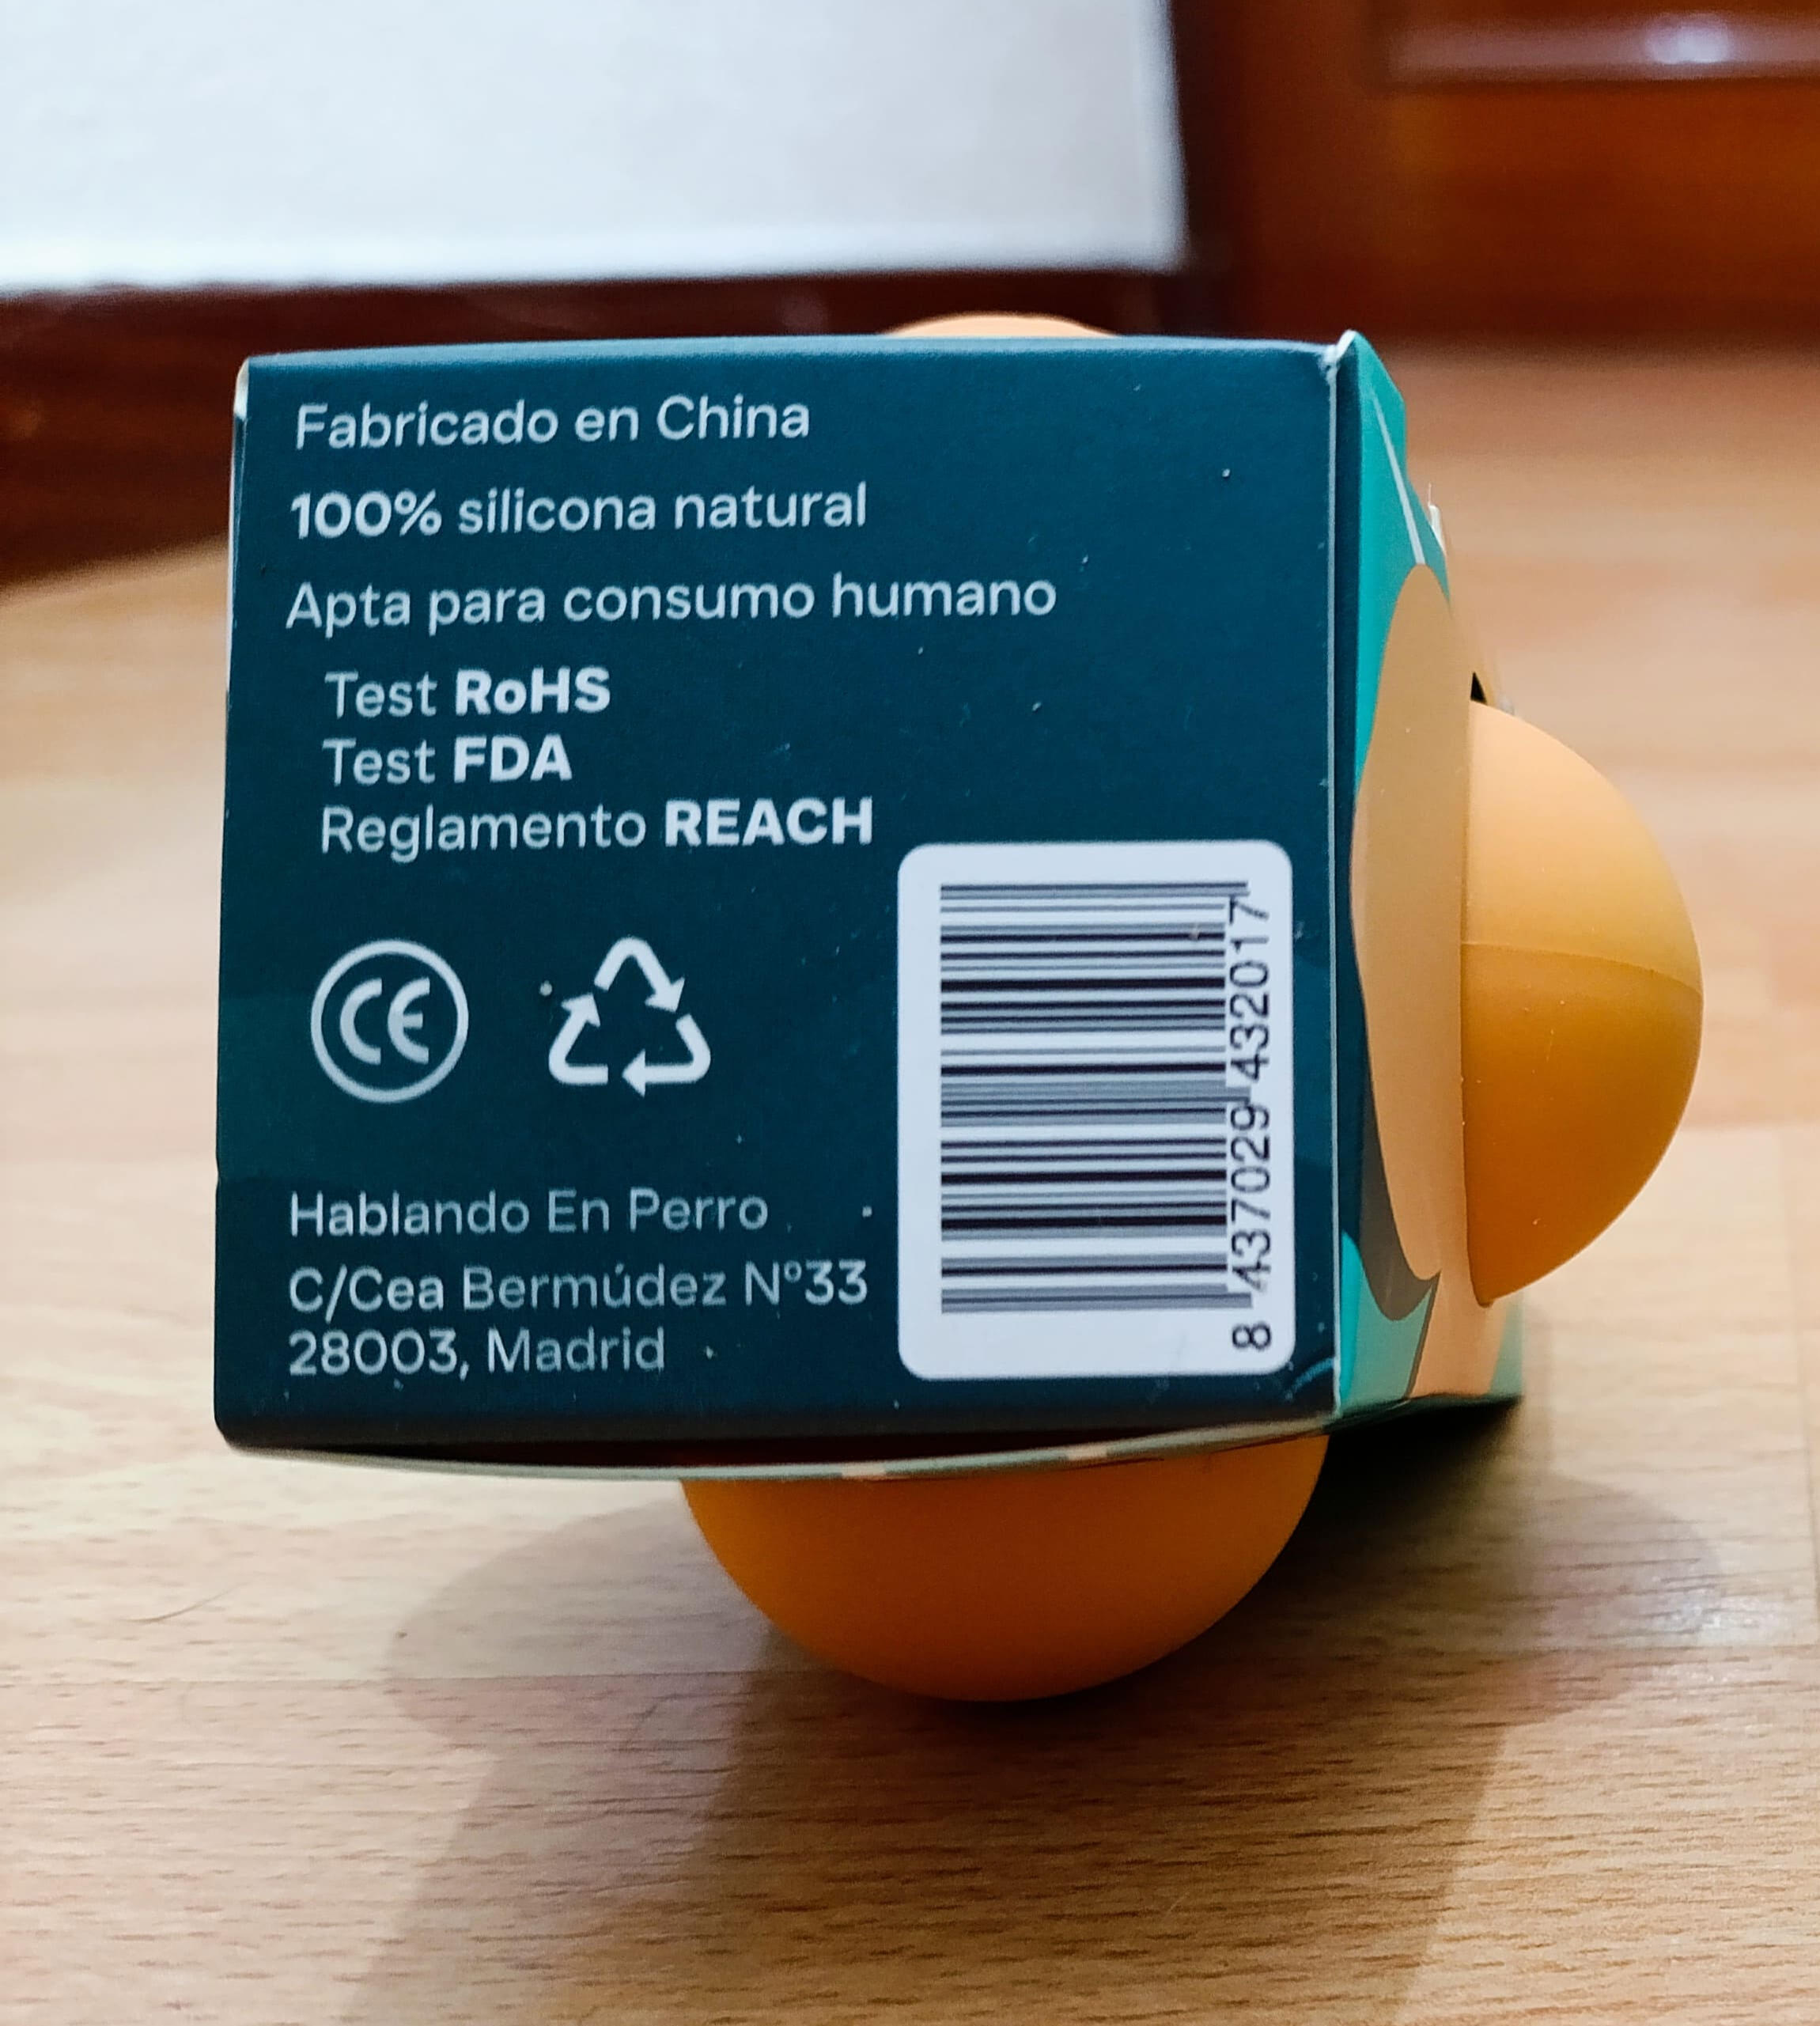 Fabricado en China
100% silicona natural
Apta para consumo humano
Test RoHS
Test FDA
Reglamento REACH
CE
Hablando En Perro
C/Cea Bermúdez Nº33
28003, Madrid
8 437029 432017